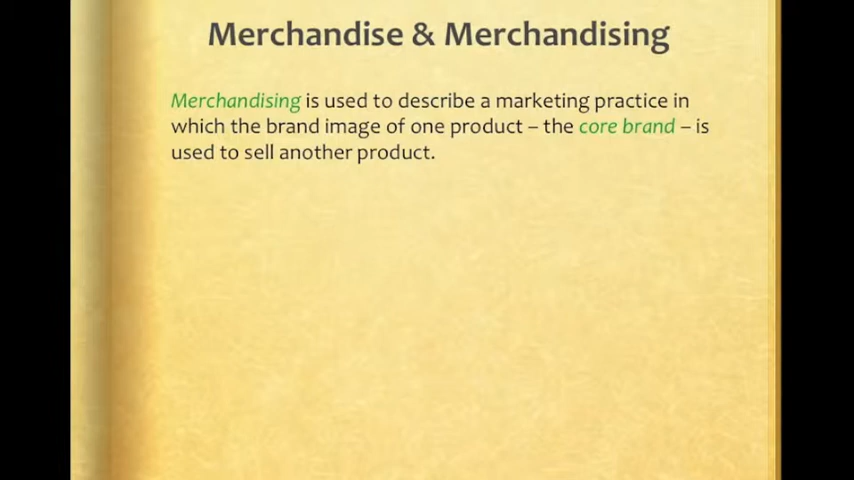 Merchandise & Merchandising
Merchandising is used to describe a marketing practice in
which the brand image of one product – the core brand – is
used to sell another product.